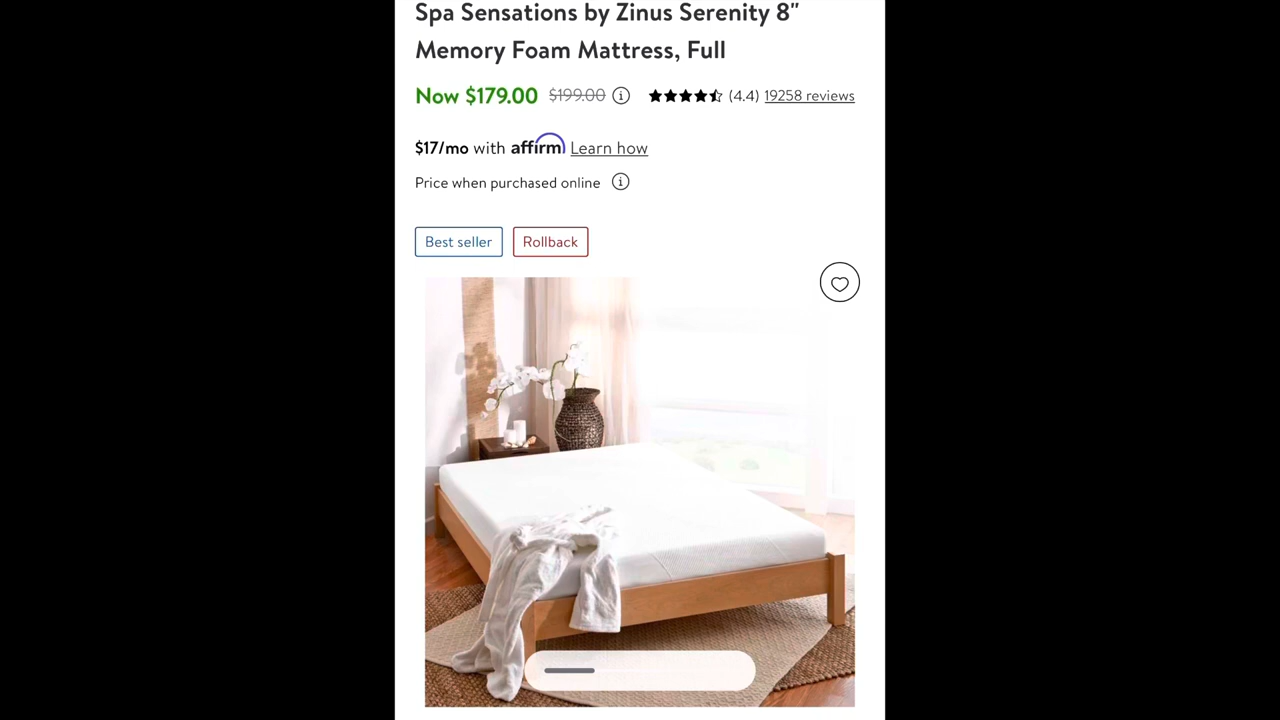 Spa Sensations by Zinus Serenity 8"
Memory Foam Mattress, Full
Now $179.00 $199.00 (4.4) 19258 reviews
$17/mo with affirm Learn how
Price when purchased online
Best seller Rollback